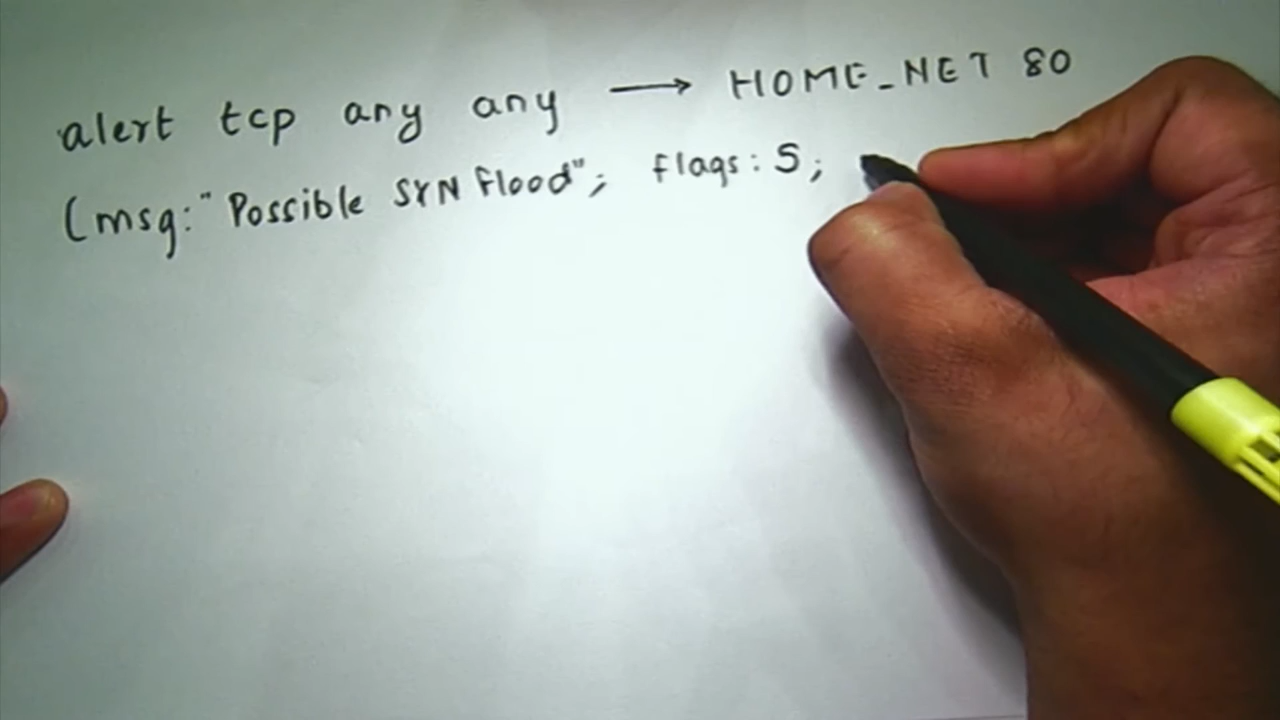 alert tcp any any → HOME_NET 80
(msg:"Possible SYN Flood"; flags: S;